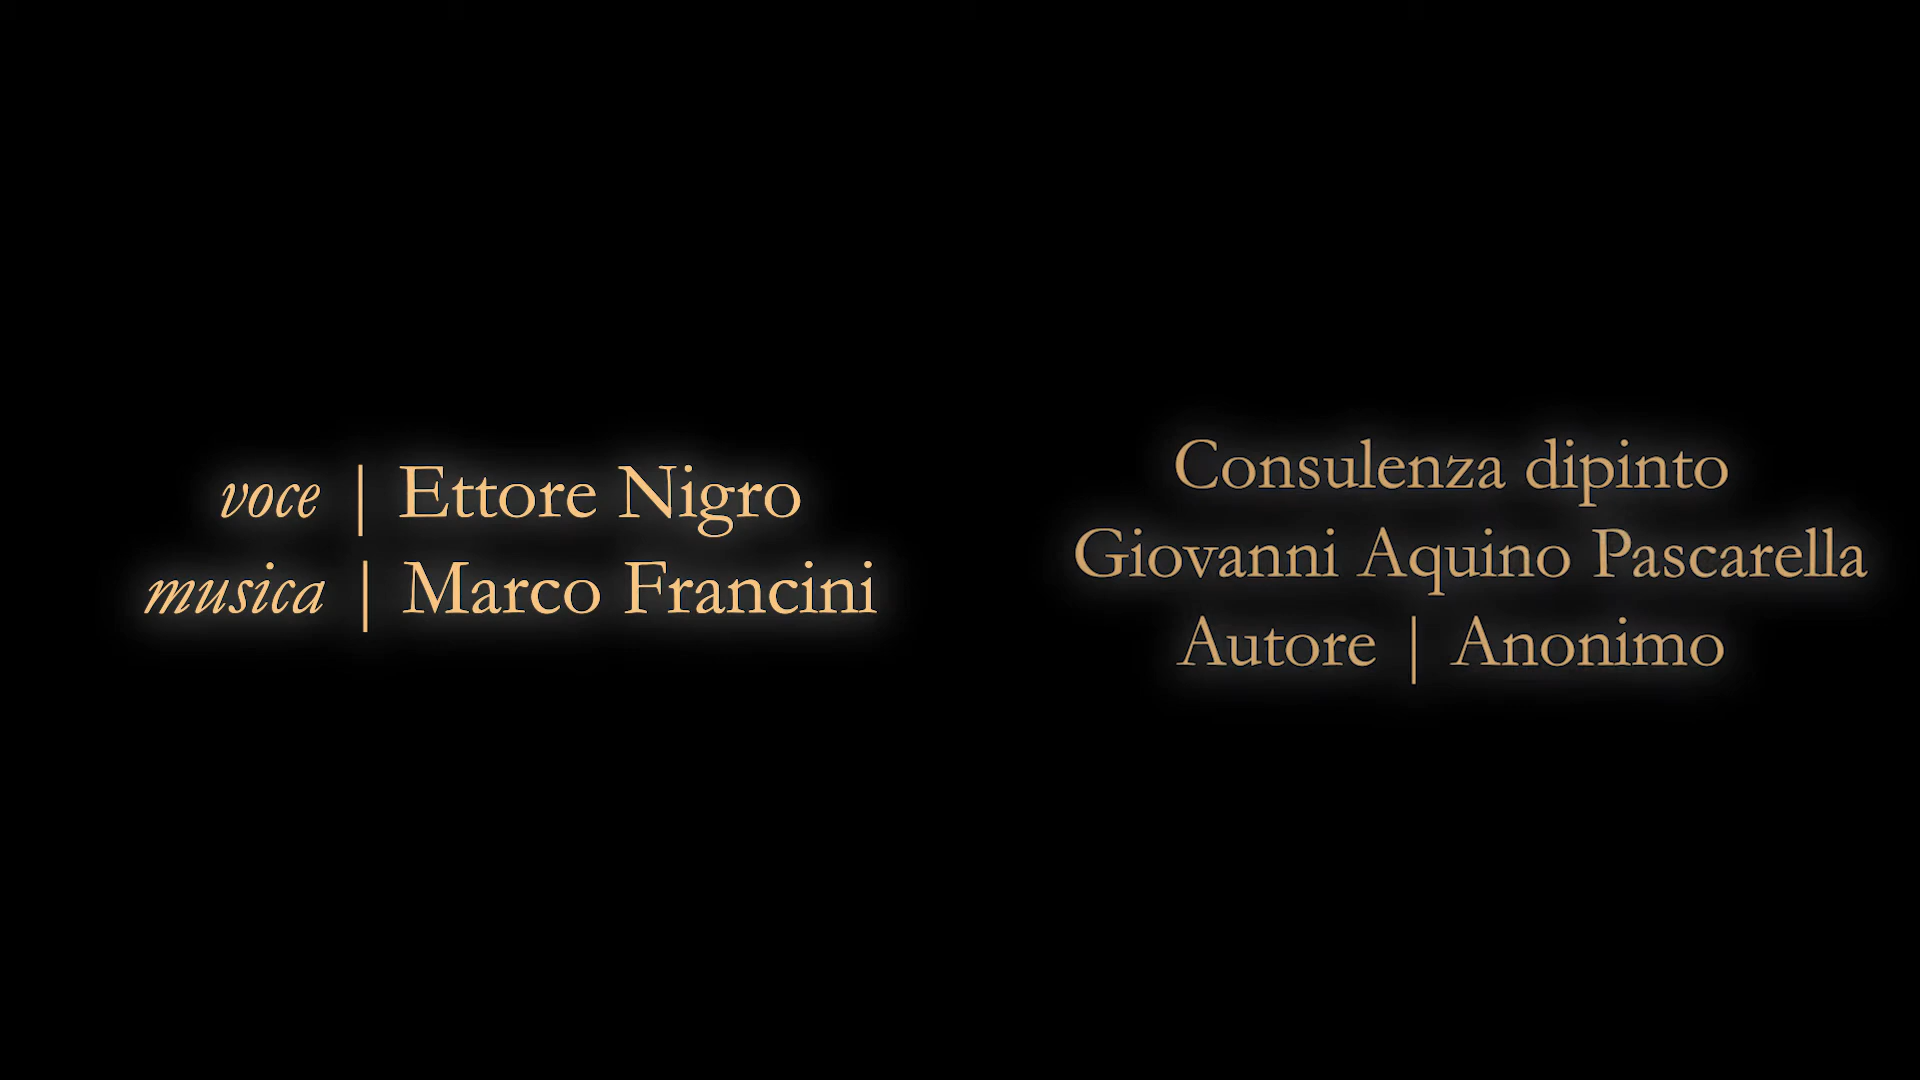 voce | Ettore Nigro
musica | Marco Francini
Consulenza dipinto
Giovanni Aquino Pascarella
Autore | Anonimo